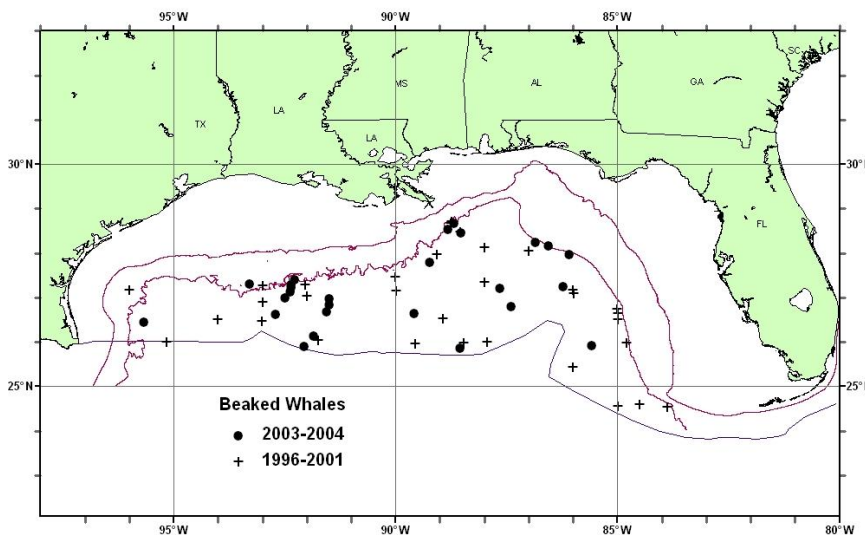 95°W 90°W 85°W 80°W
SC
MS AL GA
LA
TX
LA
30°N 30°N
FL
25°N 25°N
Beaked Whales
2003-2004
1996-2001
95°W 90°W 85°W 80°W